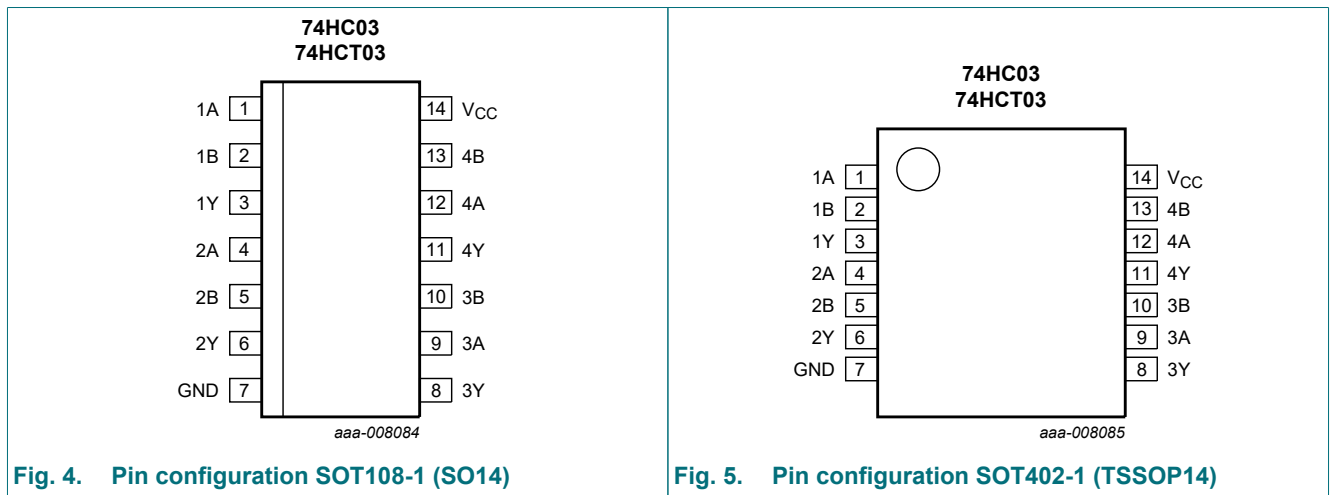 74HC03
74HCT03
1A 1 14 VCC
1B 2 13 4B
1Y 3 12 4A
2A 4 11 4Y
2B 5 10 3B
2Y 6 9 3A
GND 7 8 3Y
aaa-008084
Fig. 4. Pin configuration SOT108-1 (SO14)
74HC03
74HCT03
1A 1 14 VCC
1B 2 13 4B
1Y 3 12 4A
2A 4 11 4Y
2B 5 10 3B
2Y 6 9 3A
GND 7 8 3Y
aaa-008085
Fig. 5. Pin configuration SOT402-1 (TSSOP14)